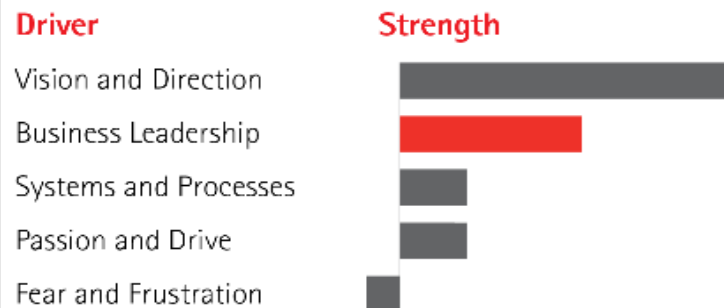 Driver Strength
Vision and Direction
Business Leadership
Systems and Processes
Passion and Drive
Fear and Frustration